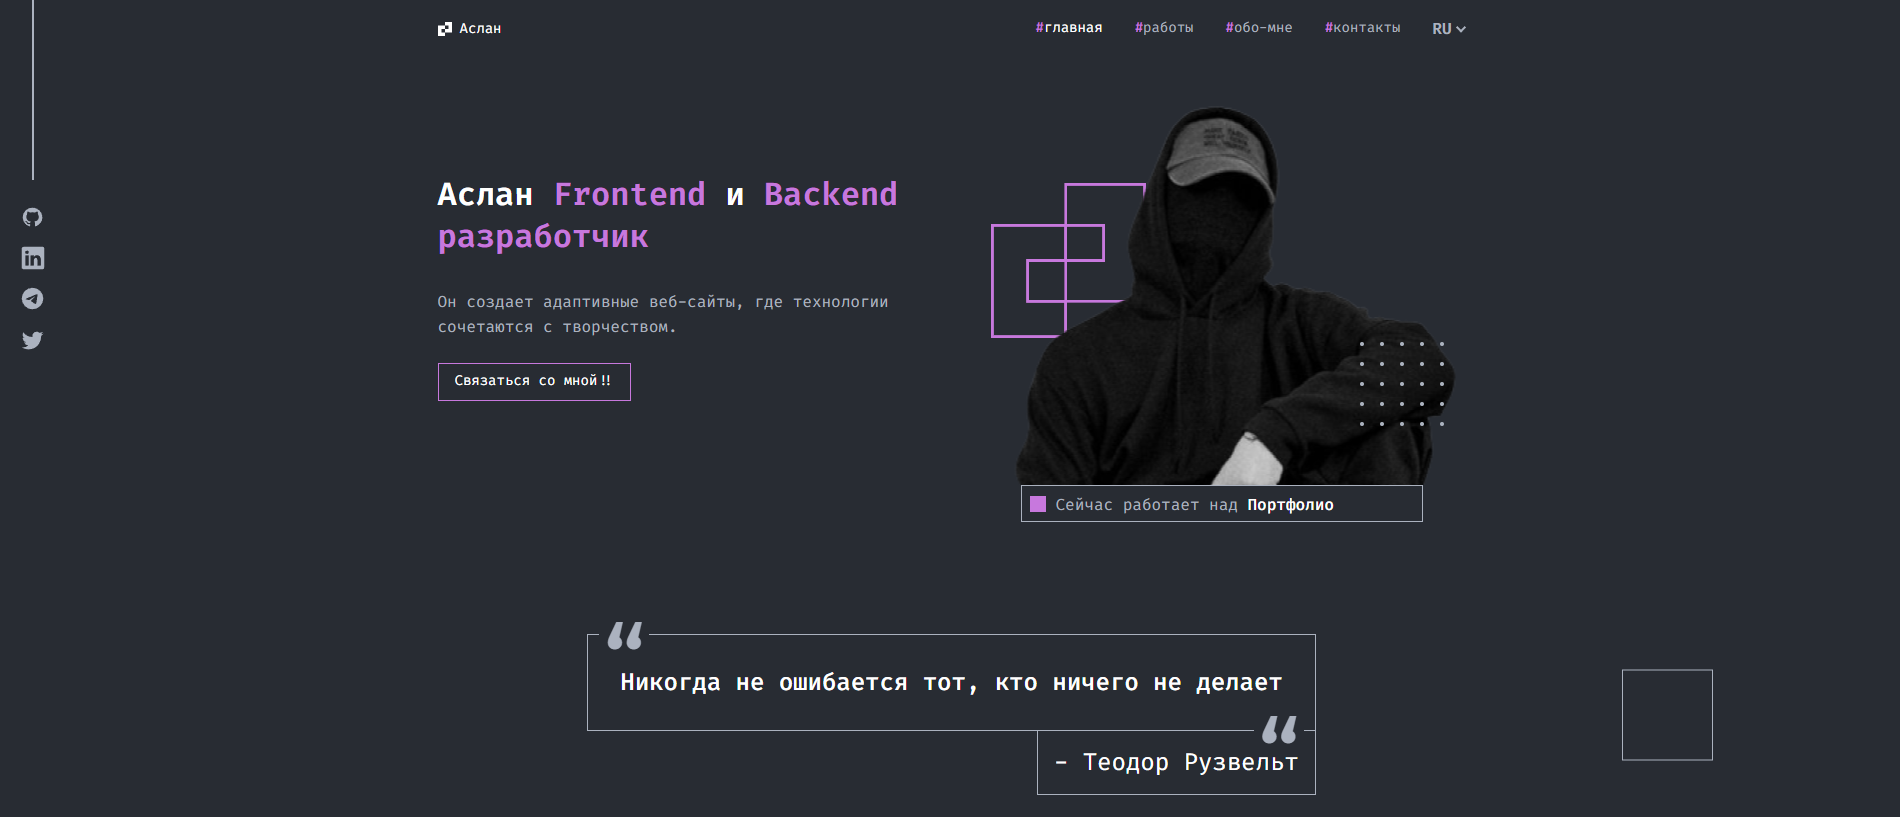 Аслан
#главная #работы #обо-мне #контакты RU
Аслан Frontend и Backend
разработчик
Он создает адаптивные веб-сайты, где технологии
сочетаются с творчеством.
Связаться со мной!!
Сейчас работает над Портфолио
Никогда не ошибается тот, кто ничего не делает
- Теодор Рузвельт